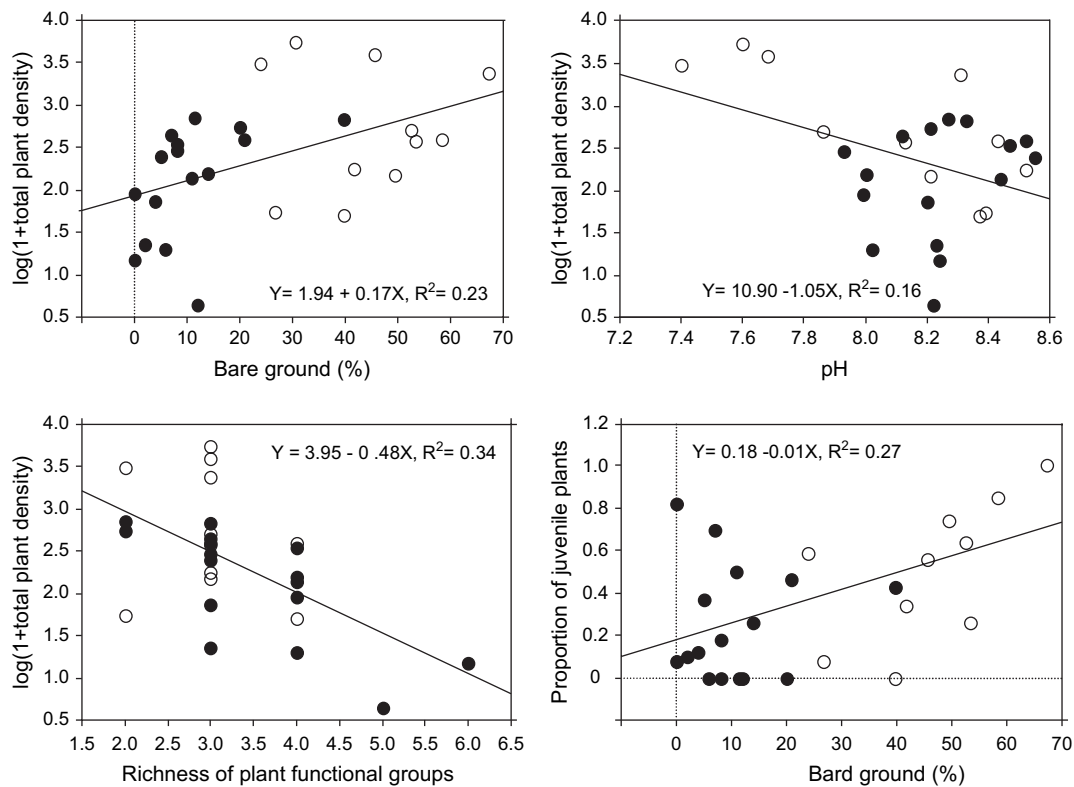 4.0
3.5
3.0
2.5
2.0
1.5
1.0
0.5
log(1+total plant density)
Y= 1.94 + 0.17X, R²= 0.23
0 10 20 30 40 50 60 70
Bare ground (%)
4.0
3.5
3.0
2.5
2.0
1.5
1.0
0.5
log(1+total plant density)
Y= 10.90 -1.05X, R²= 0.16
7.2 7.4 7.6 7.8 8.0 8.2 8.4 8.6
pH
4.0
3.5
3.0
2.5
2.0
1.5
1.0
0.5
log(1+total plant density)
Y = 3.95 - 0 .48X, R²= 0.34
1.5 2.0 2.5 3.0 3.5 4.0 4.5 5.0 5.5 6.0 6.5
Richness of plant functional groups
1.2
1.0
0.8
0.6
0.4
0.2
0
Proportion of juvenile plants
Y= 0.18 -0.01X, R²= 0.27
0 10 20 30 40 50 60 70
Bard ground (%)